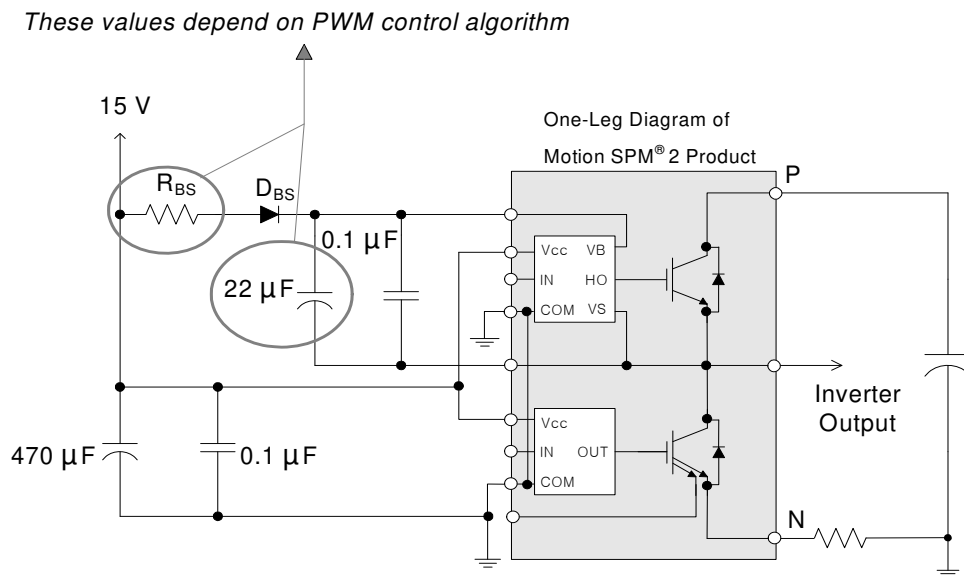 These values depend on PWM control algorithm
15 V
One-Leg Diagram of
Motion SPM® 2 Product
P
RBS
DBS
0.1 µF
22 µF
Vcc VB
IN HO
COM VS
Inverter
Output
Vcc
IN OUT
COM
470 µF
0.1 µF
N